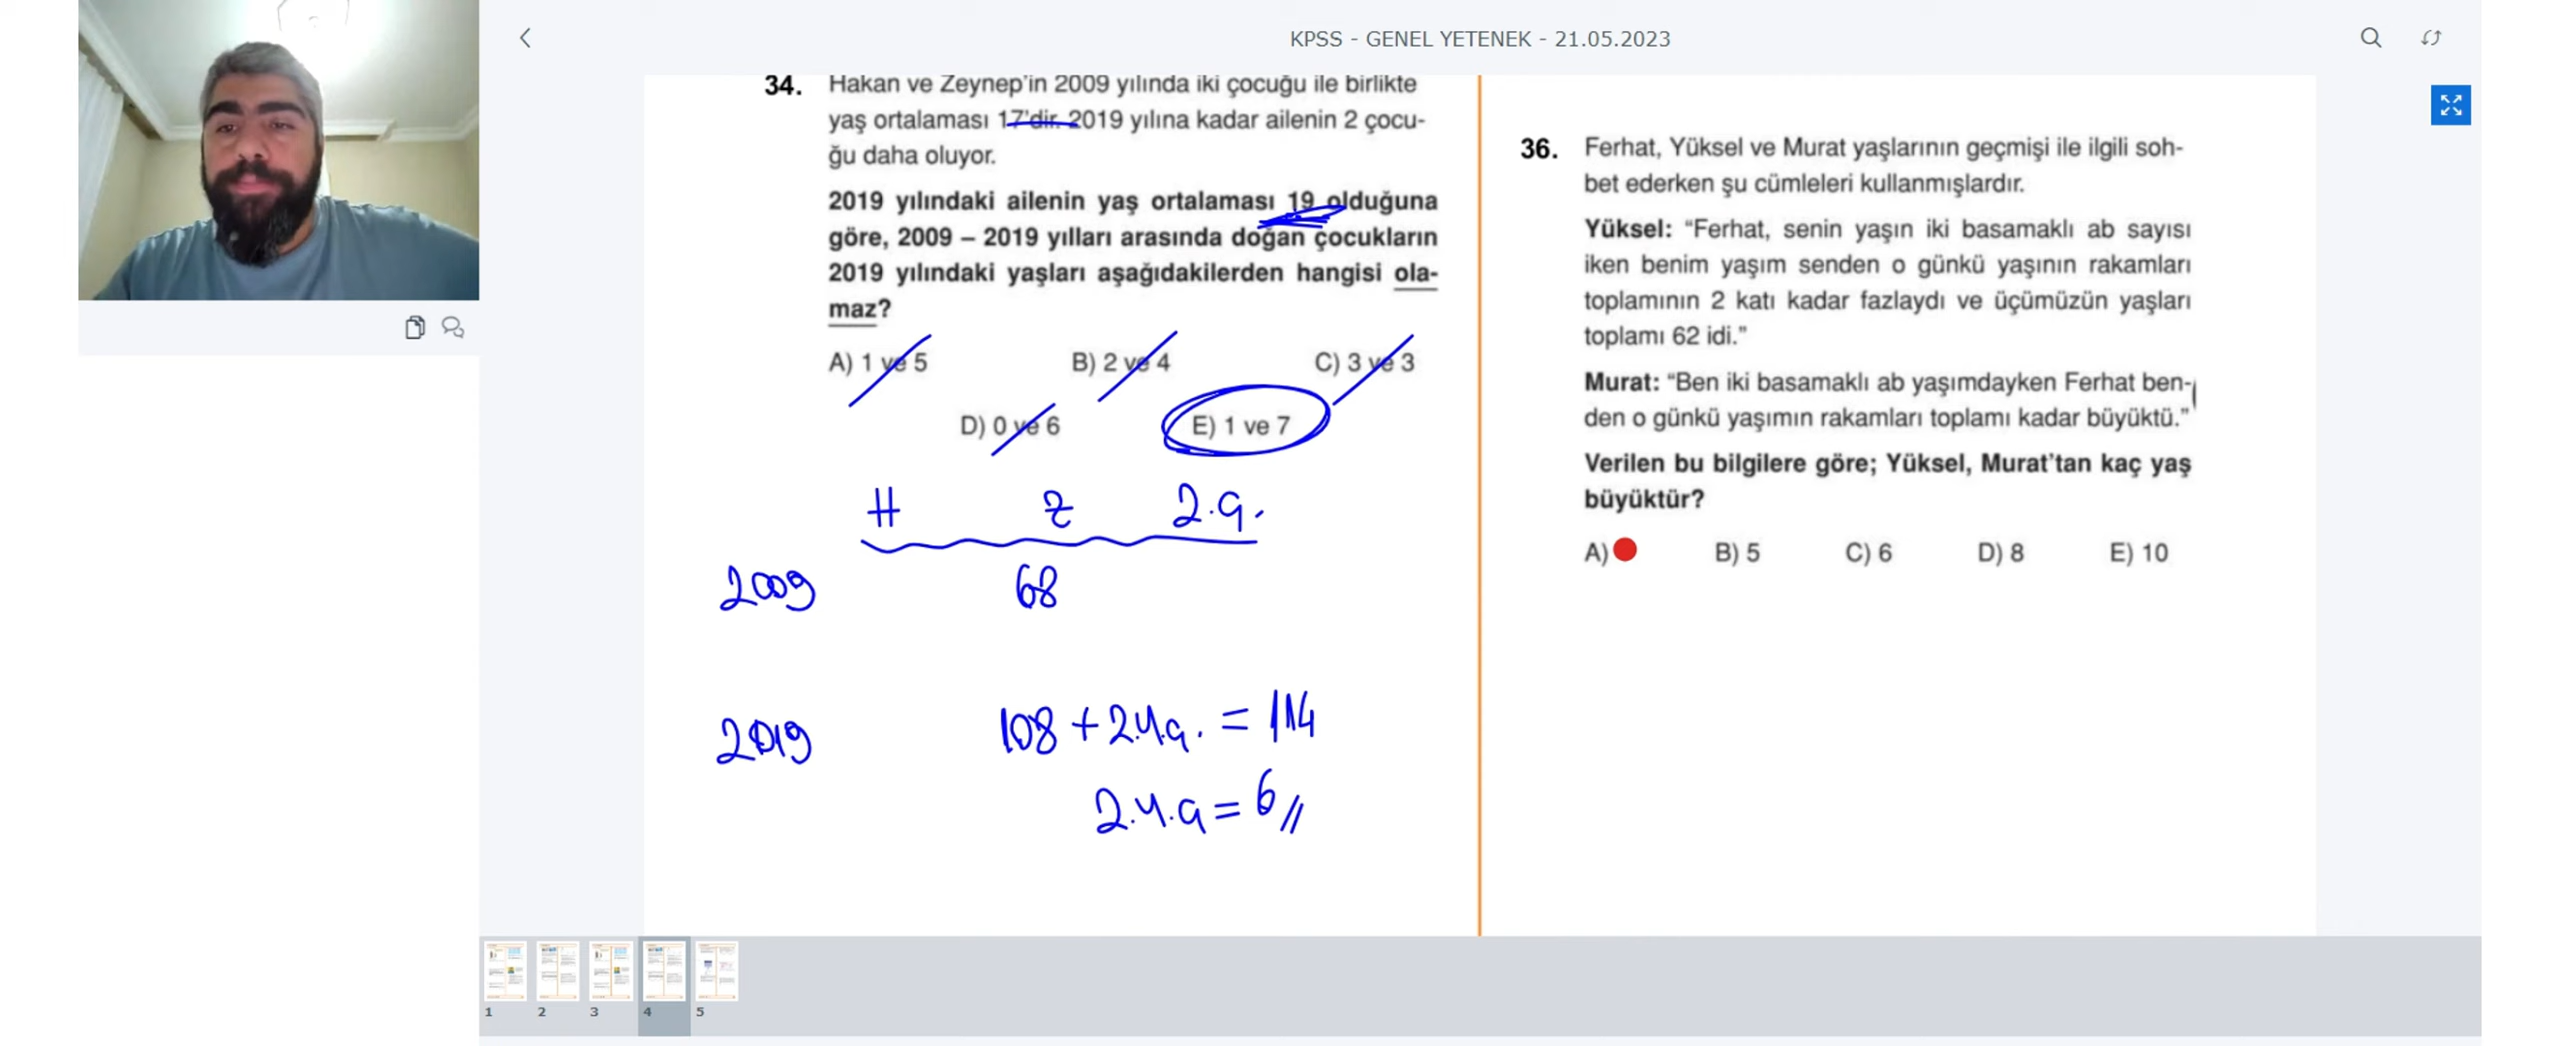 KPSS - GENEL YETENEK - 21.05.2023
34. Hakan ve Zeynep'in 2009 yılında iki çocuğu ile birlikte
yaş ortalaması 17'dir. 2019 yılına kadar ailenin 2 çocu-
ğu daha oluyor.
2019 yılındaki ailenin yaş ortalaması 19 olduğuna
göre, 2009 – 2019 yılları arasında doğan çocukların
2019 yılındaki yaşları aşağıdakilerden hangisi ola-
maz?
A) 1 ve 5 B) 2 ve 4 C) 3 ve 3
D) 0 ve 6 E) 1 ve 7
H Z 2.ç.
2009 68
2019 108 + 2.y.ç. = 114
2.y.ç = 6
36. Ferhat, Yüksel ve Murat yaşlarının geçmişi ile ilgili soh-
bet ederken şu cümleleri kullanmışlardır.
Yüksel: “Ferhat, senin yaşın iki basamaklı ab sayısı
iken benim yaşım senden o günkü yaşının rakamları
toplamının 2 katı kadar fazlaydı ve üçümüzün yaşları
toplamı 62 idi.”
Murat: “Ben iki basamaklı ab yaşımdayken Ferhat ben-
den o günkü yaşımın rakamları toplamı kadar büyüktü.”
Verilen bu bilgilere göre; Yüksel, Murat'tan kaç yaş
büyüktür?
A) B) 5 C) 6 D) 8 E) 10
1 2 3 4 5